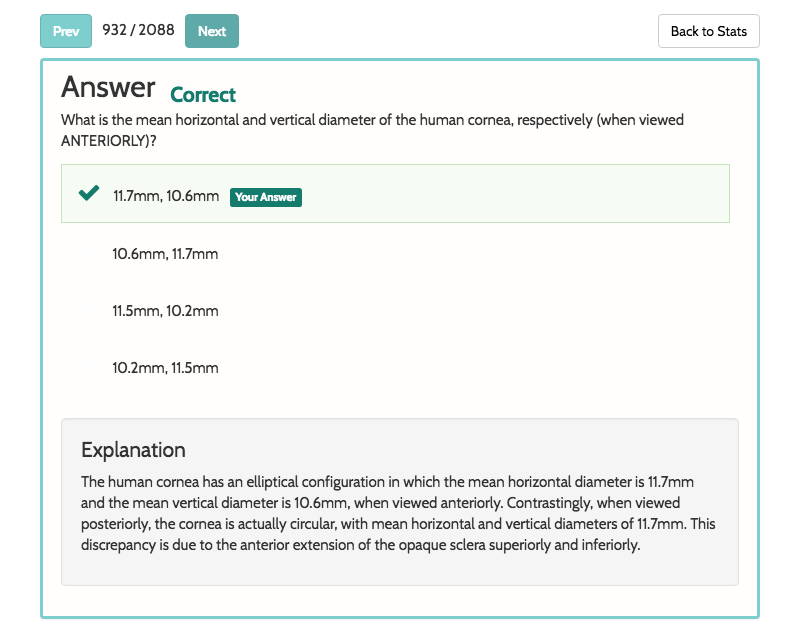 Prev 932 / 2088 Next Back to Stats
Answer Correct
What is the mean horizontal and vertical diameter of the human cornea, respectively (when viewed
ANTERIORLY)?
11.7mm, 10.6mm Your Answer
10.6mm, 11.7mm
11.5mm, 10.2mm
10.2mm, 11.5mm
Explanation
The human cornea has an elliptical configuration in which the mean horizontal diameter is 11.7mm
and the mean vertical diameter is 10.6mm, when viewed anteriorly. Contrastingly, when viewed
posteriorly, the cornea is actually circular, with mean horizontal and vertical diameters of 11.7mm. This
discrepancy is due to the anterior extension of the opaque sclera superiorly and inferiorly.